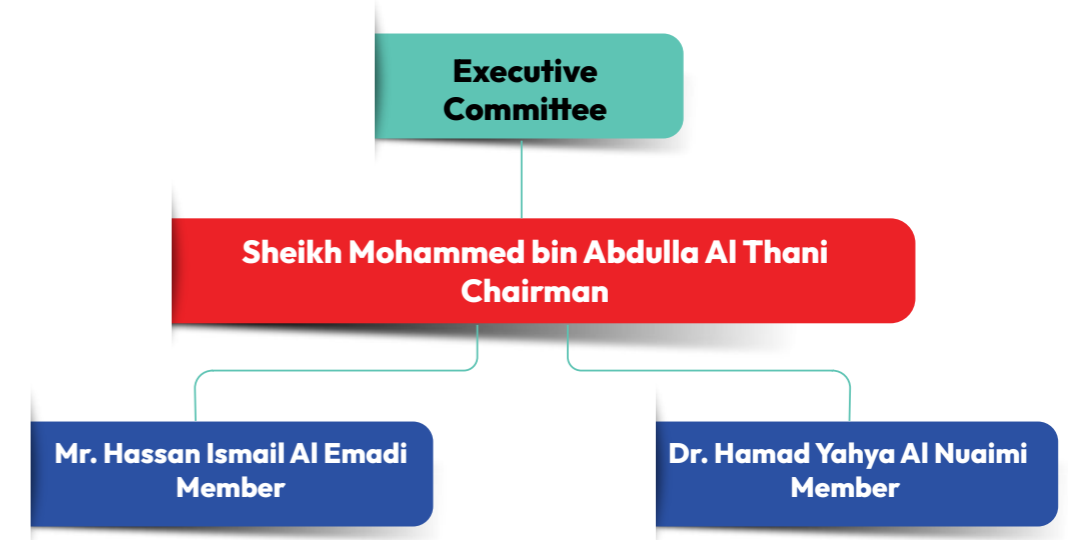 Executive
Committee
Sheikh Mohammed bin Abdulla Al Thani
Chairman
Mr. Hassan Ismail Al Emadi
Member
Dr. Hamad Yahya Al Nuaimi
Member